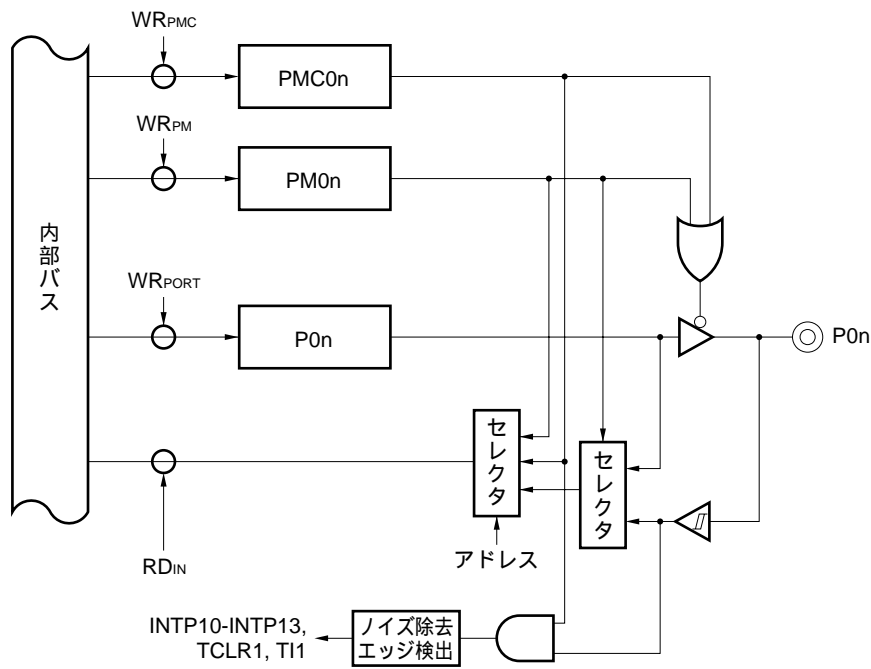 WRPMC
PMC0n
WRPM
PM0n
内部バス
WRPORT
P0n
P0n
セレクタ
セレクタ
アドレス
RDIN
INTP10-INTP13,
TCLR1, TI1
ノイズ除去
エッジ検出